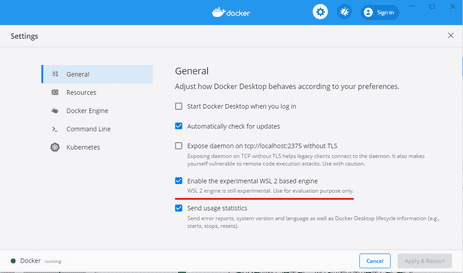 docker
Sign in
Settings
General
Resources
Docker Engine
Command Line
Kubernetes
General
Adjust how Docker Desktop behaves according to your preferences.
Start Docker Desktop when you log in
Automatically check for updates
Expose daemon on tcp://localhost:2375 without TLS
Exposing daemon on TCP without TLS helps legacy clients connect to the daemon. It also makes
yourself vulnerable to remote code execution attacks. Use with caution.
Enable the experimental WSL 2 based engine
WSL 2 engine is still experimental. Use for evaluation purpose only.
Send usage statistics
Send error reports, system version and language as well as Docker Desktop lifecycle information (e.g.,
starts, stops, resets).
Docker running
Cancel
Apply & Restart